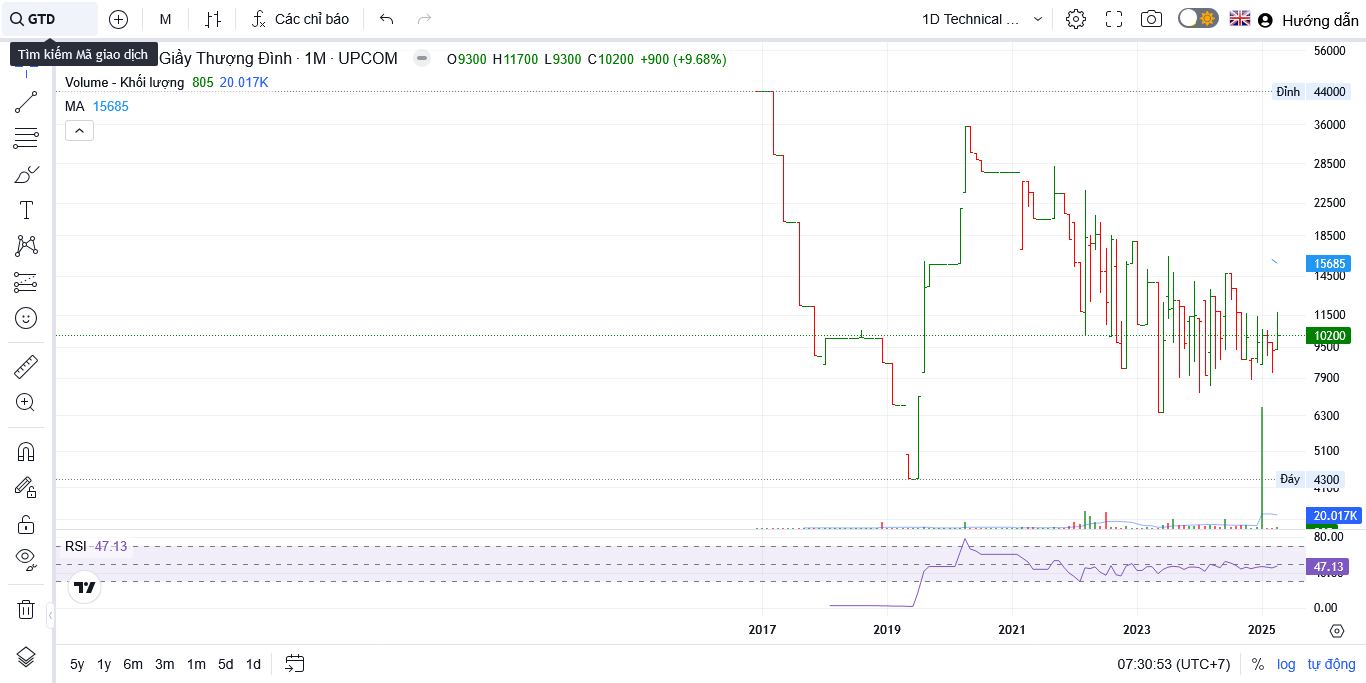 GTD
M
Các chỉ báo
1D Technical ...
Hướng dẫn
Tìm kiếm Mã giao dịch
Giầy Thượng Đình · 1M · UPCOM
O9300 H11700 L9300 C10200 +900 (+9.68%)
Volume - Khối lượng 805 20.017K
MA 15685
56000
Đỉnh 44000
36000
28500
22500
18500
15685
14500
11500
10200
9500
7900
6300
5100
Đáy 4300
4100
20.017K
RSI 47.13
80.00
47.13
0.00
2017 2019 2021 2023 2025
5y 1y 6m 3m 1m 5d 1d
07:30:53 (UTC+7) % log tự động